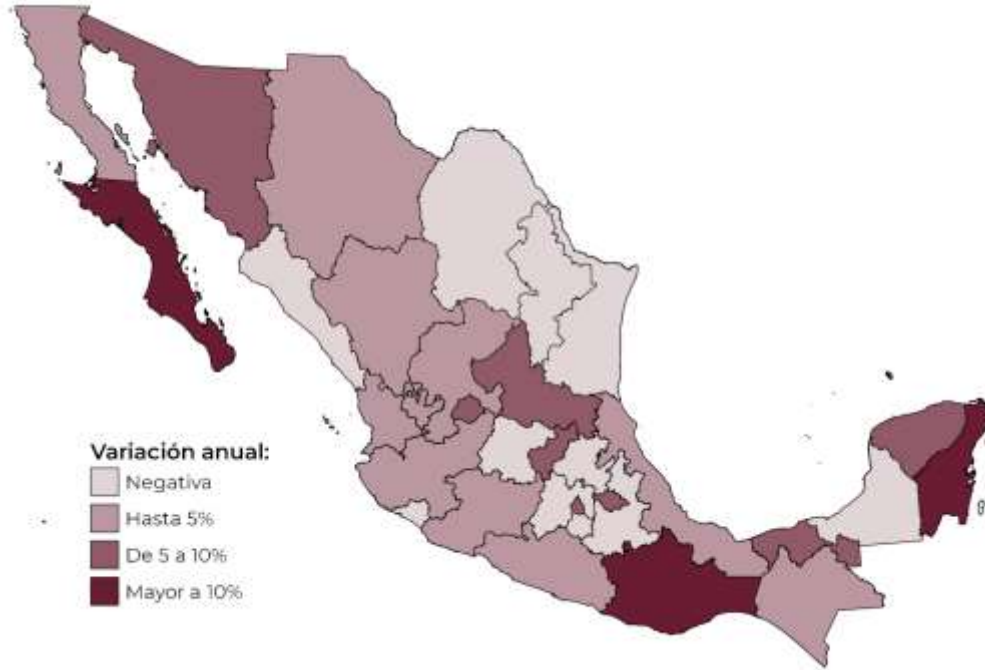 Variación anual:
Negativa
Hasta 5%
De 5 a 10%
Mayor a 10%